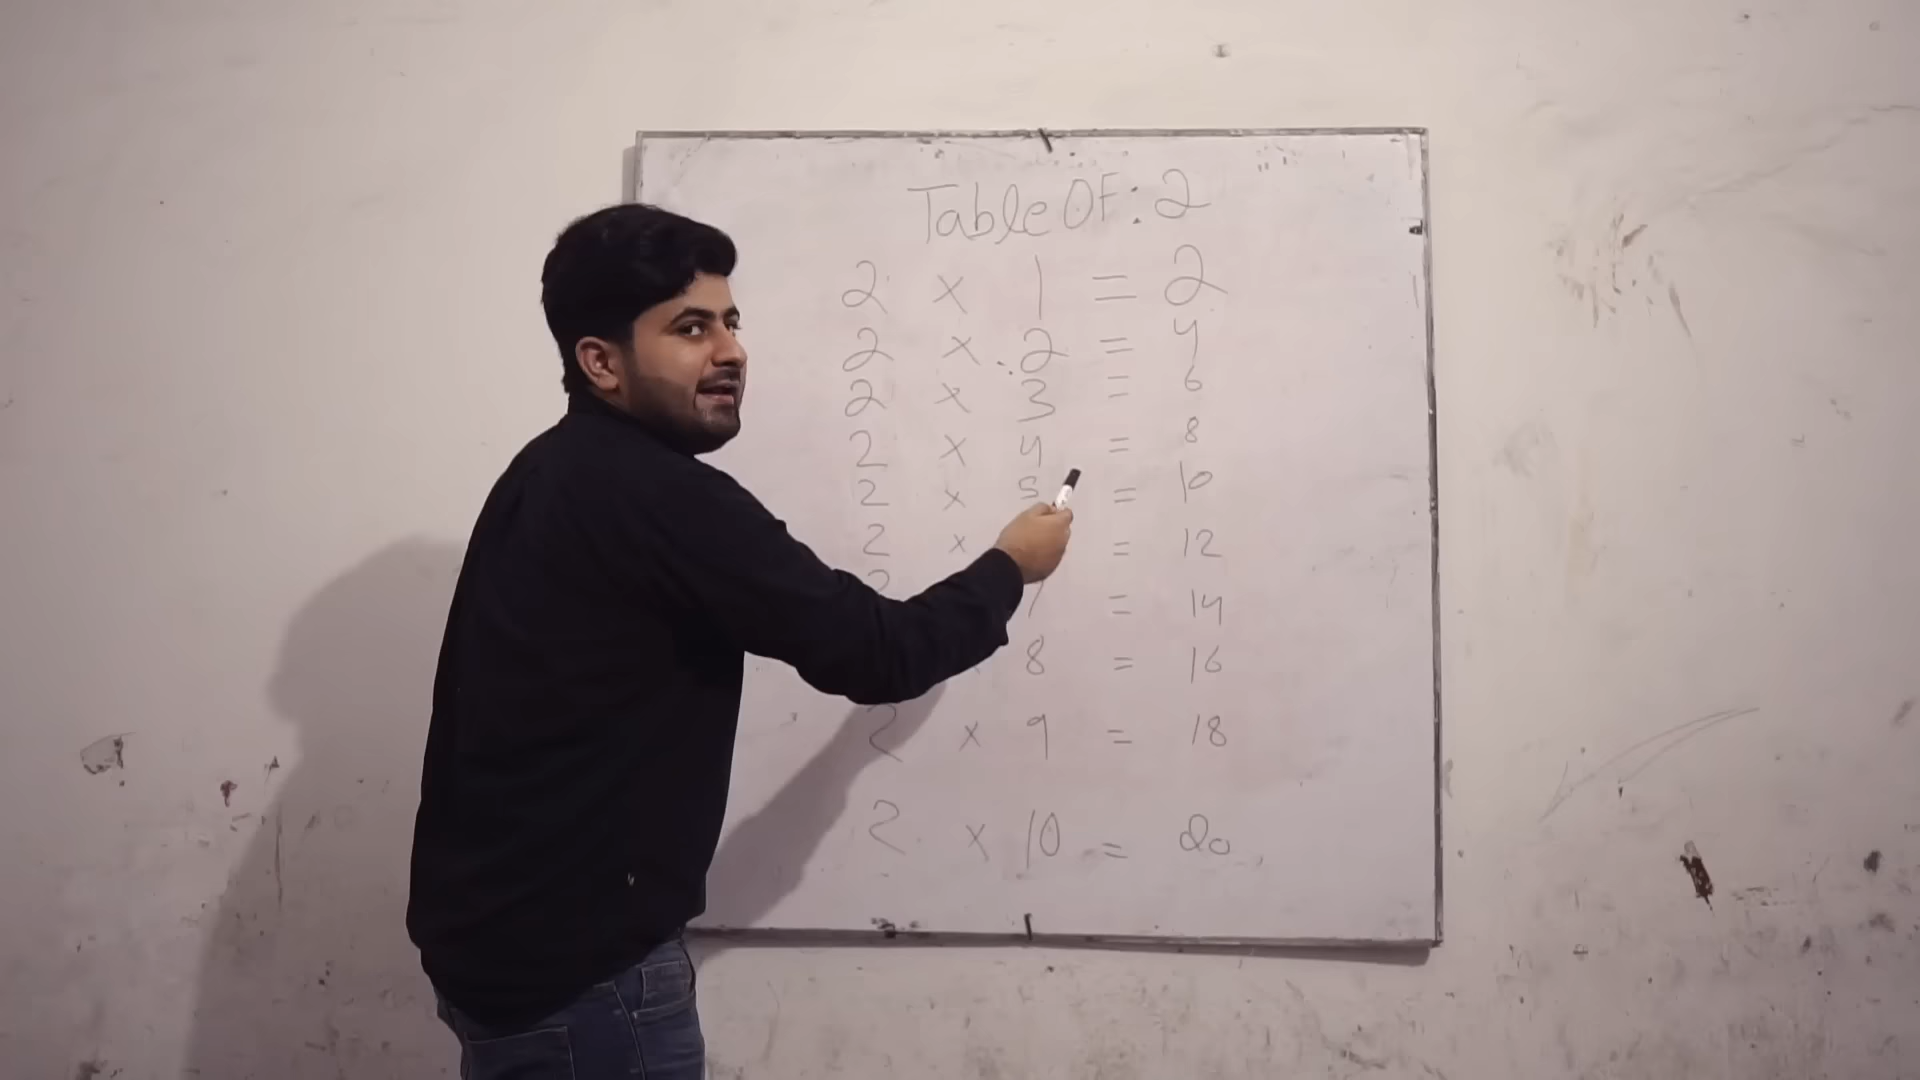 Table OF: 2
2 × 1 = 2
2 × 2 = 4
2 × 3 = 6
2 × 4 = 8
2 × 5 = 10
2 × = 12
2 7 = 14
× 8 = 16
2 × 9 = 18
2 × 10 = 20